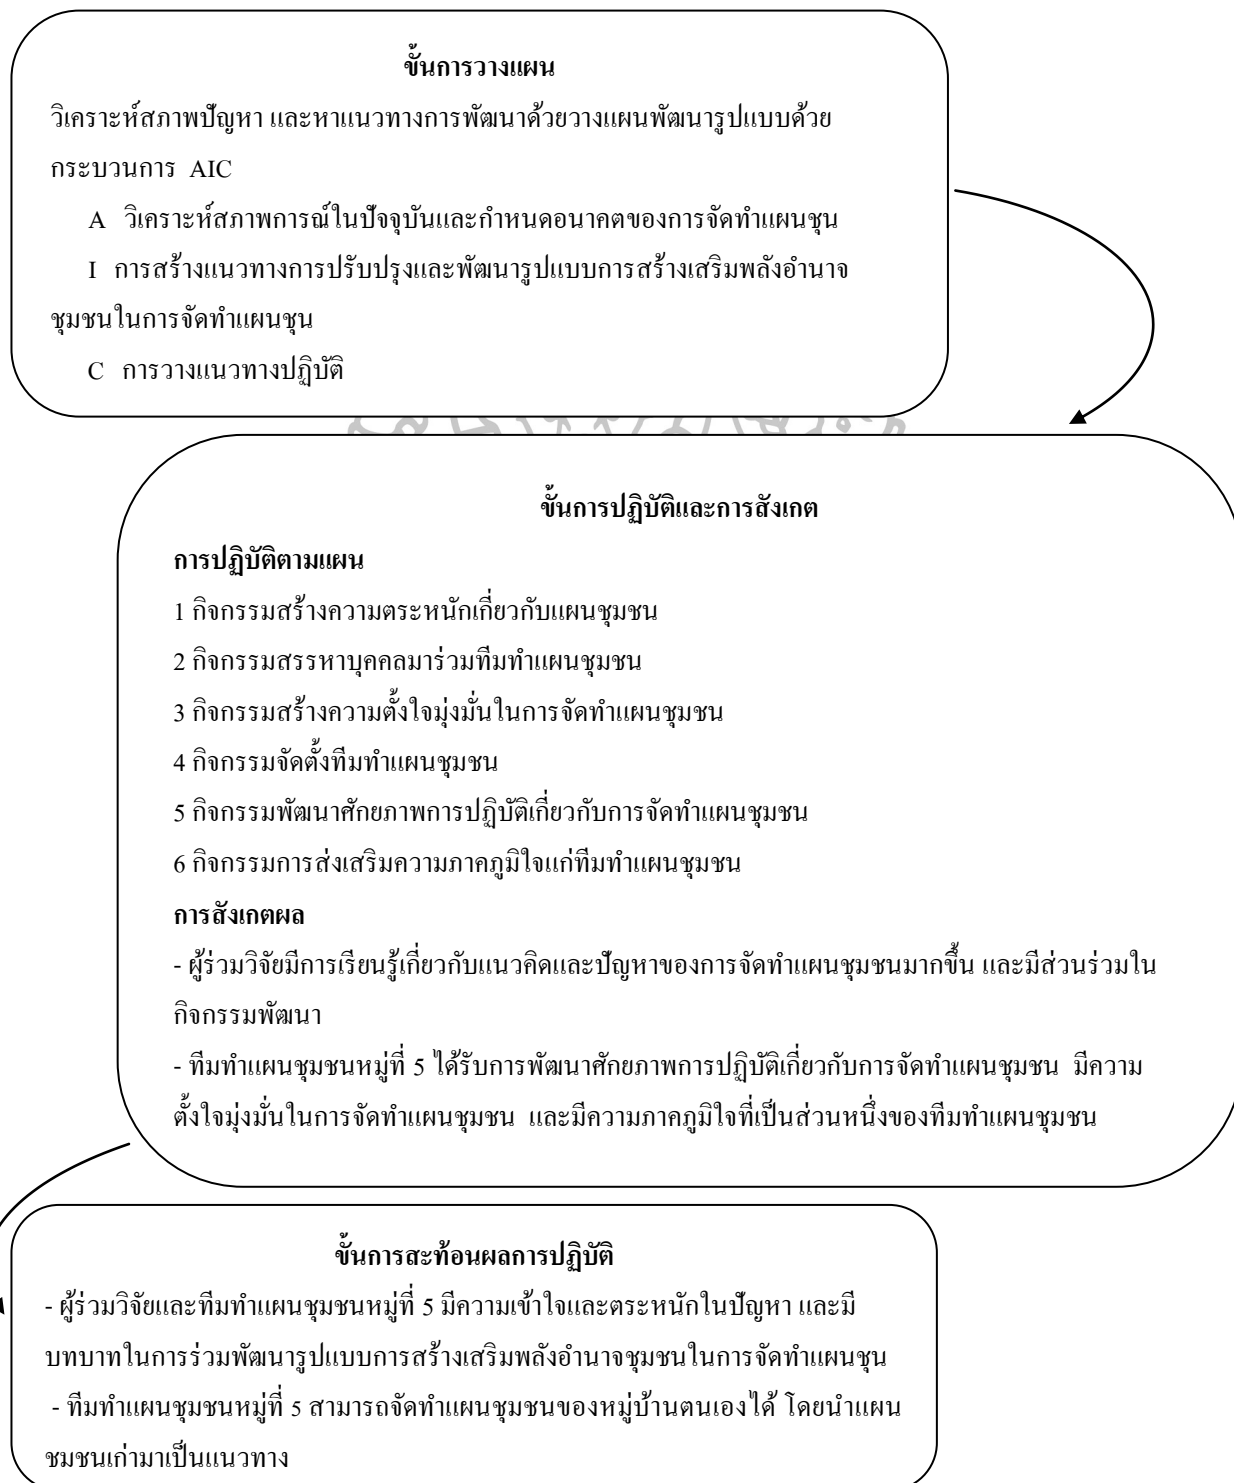 ขั้นการวางแผน
วิเคราะห์สภาพปัญหา และหาแนวทางการพัฒนาด้วยวางแผนพัฒนารูปแบบด้วย
กระบวนการ AIC
A วิเคราะห์สภาพการณ์ในปัจจุบันและกำหนดอนาคตของการจัดทำแผนชุน
I การสร้างแนวทางการปรับปรุงและพัฒนารูปแบบการสร้างเสริมพลังอำนาจ
ชุมชนในการจัดทำแผนชุน
C การวางแนวทางปฏิบัติ
ขั้นการปฏิบัติและการสังเกต
การปฏิบัติตามแผน
1 กิจกรรมสร้างความตระหนักเกี่ยวกับแผนชุมชน
2 กิจกรรมสรรหาบุคคลมาร่วมทีมทำแผนชุมชน
3 กิจกรรมสร้างความตั้งใจมุ่งมั่นในการจัดทำแผนชุมชน
4 กิจกรรมจัดตั้งทีมทำแผนชุมชน
5 กิจกรรมพัฒนาศักยภาพการปฏิบัติเกี่ยวกับการจัดทำแผนชุมชน
6 กิจกรรมการส่งเสริมความภาคภูมิใจแก่ทีมทำแผนชุมชน
การสังเกตผล
- ผู้ร่วมวิจัยมีการเรียนรู้เกี่ยวกับแนวคิดและปัญหาของการจัดทำแผนชุมชนมากขึ้น และมีส่วนร่วมใน
กิจกรรมพัฒนา
- ทีมทำแผนชุมชนหมู่ที่ 5 ได้รับการพัฒนาศักยภาพการปฏิบัติเกี่ยวกับการจัดทำแผนชุมชน มีความ
ตั้งใจมุ่งมั่นในการจัดทำแผนชุมชน และมีความภาคภูมิใจที่เป็นส่วนหนึ่งของทีมทำแผนชุมชน
ขั้นการสะท้อนผลการปฏิบัติ
- ผู้ร่วมวิจัยและทีมทำแผนชุมชนหมู่ที่ 5 มีความเข้าใจและตระหนักในปัญหา และมี
บทบาทในการร่วมพัฒนารูปแบบการสร้างเสริมพลังอำนาจชุมชนในการจัดทำแผนชุน
- ทีมทำแผนชุมชนหมู่ที่ 5 สามารถจัดทำแผนชุมชนของหมู่บ้านตนเองได้ โดยนำแผน
ชมชนเก่ามาเป็นแนวทาง